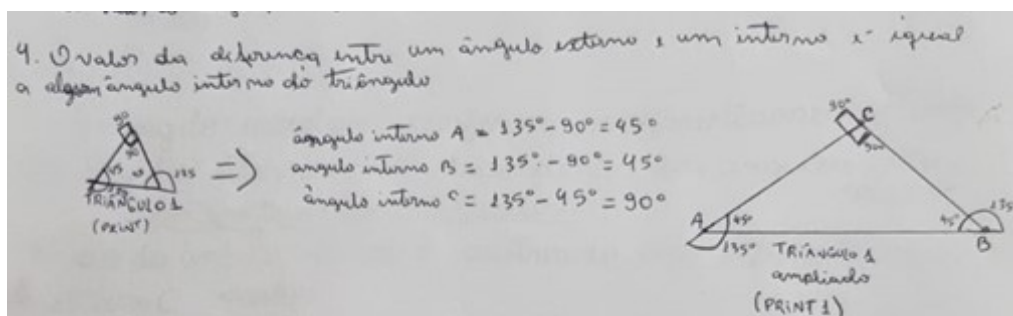 4. O valor da diferença entre um ângulo externo e um interno é igual
a algum ângulo interno do triângulo
90°
45
135
TRIÂNGULO 1
(PRINT)
=>
ângulo interno A = 135° - 90° = 45°
angulo interno B = 135° - 90° = 45°
ângulo interno C = 135° - 45° = 90°
90°
C
90°
A
45°
135°
45°
135
B
TRIÂNGULO 1
ampliado
(PRINT 1)